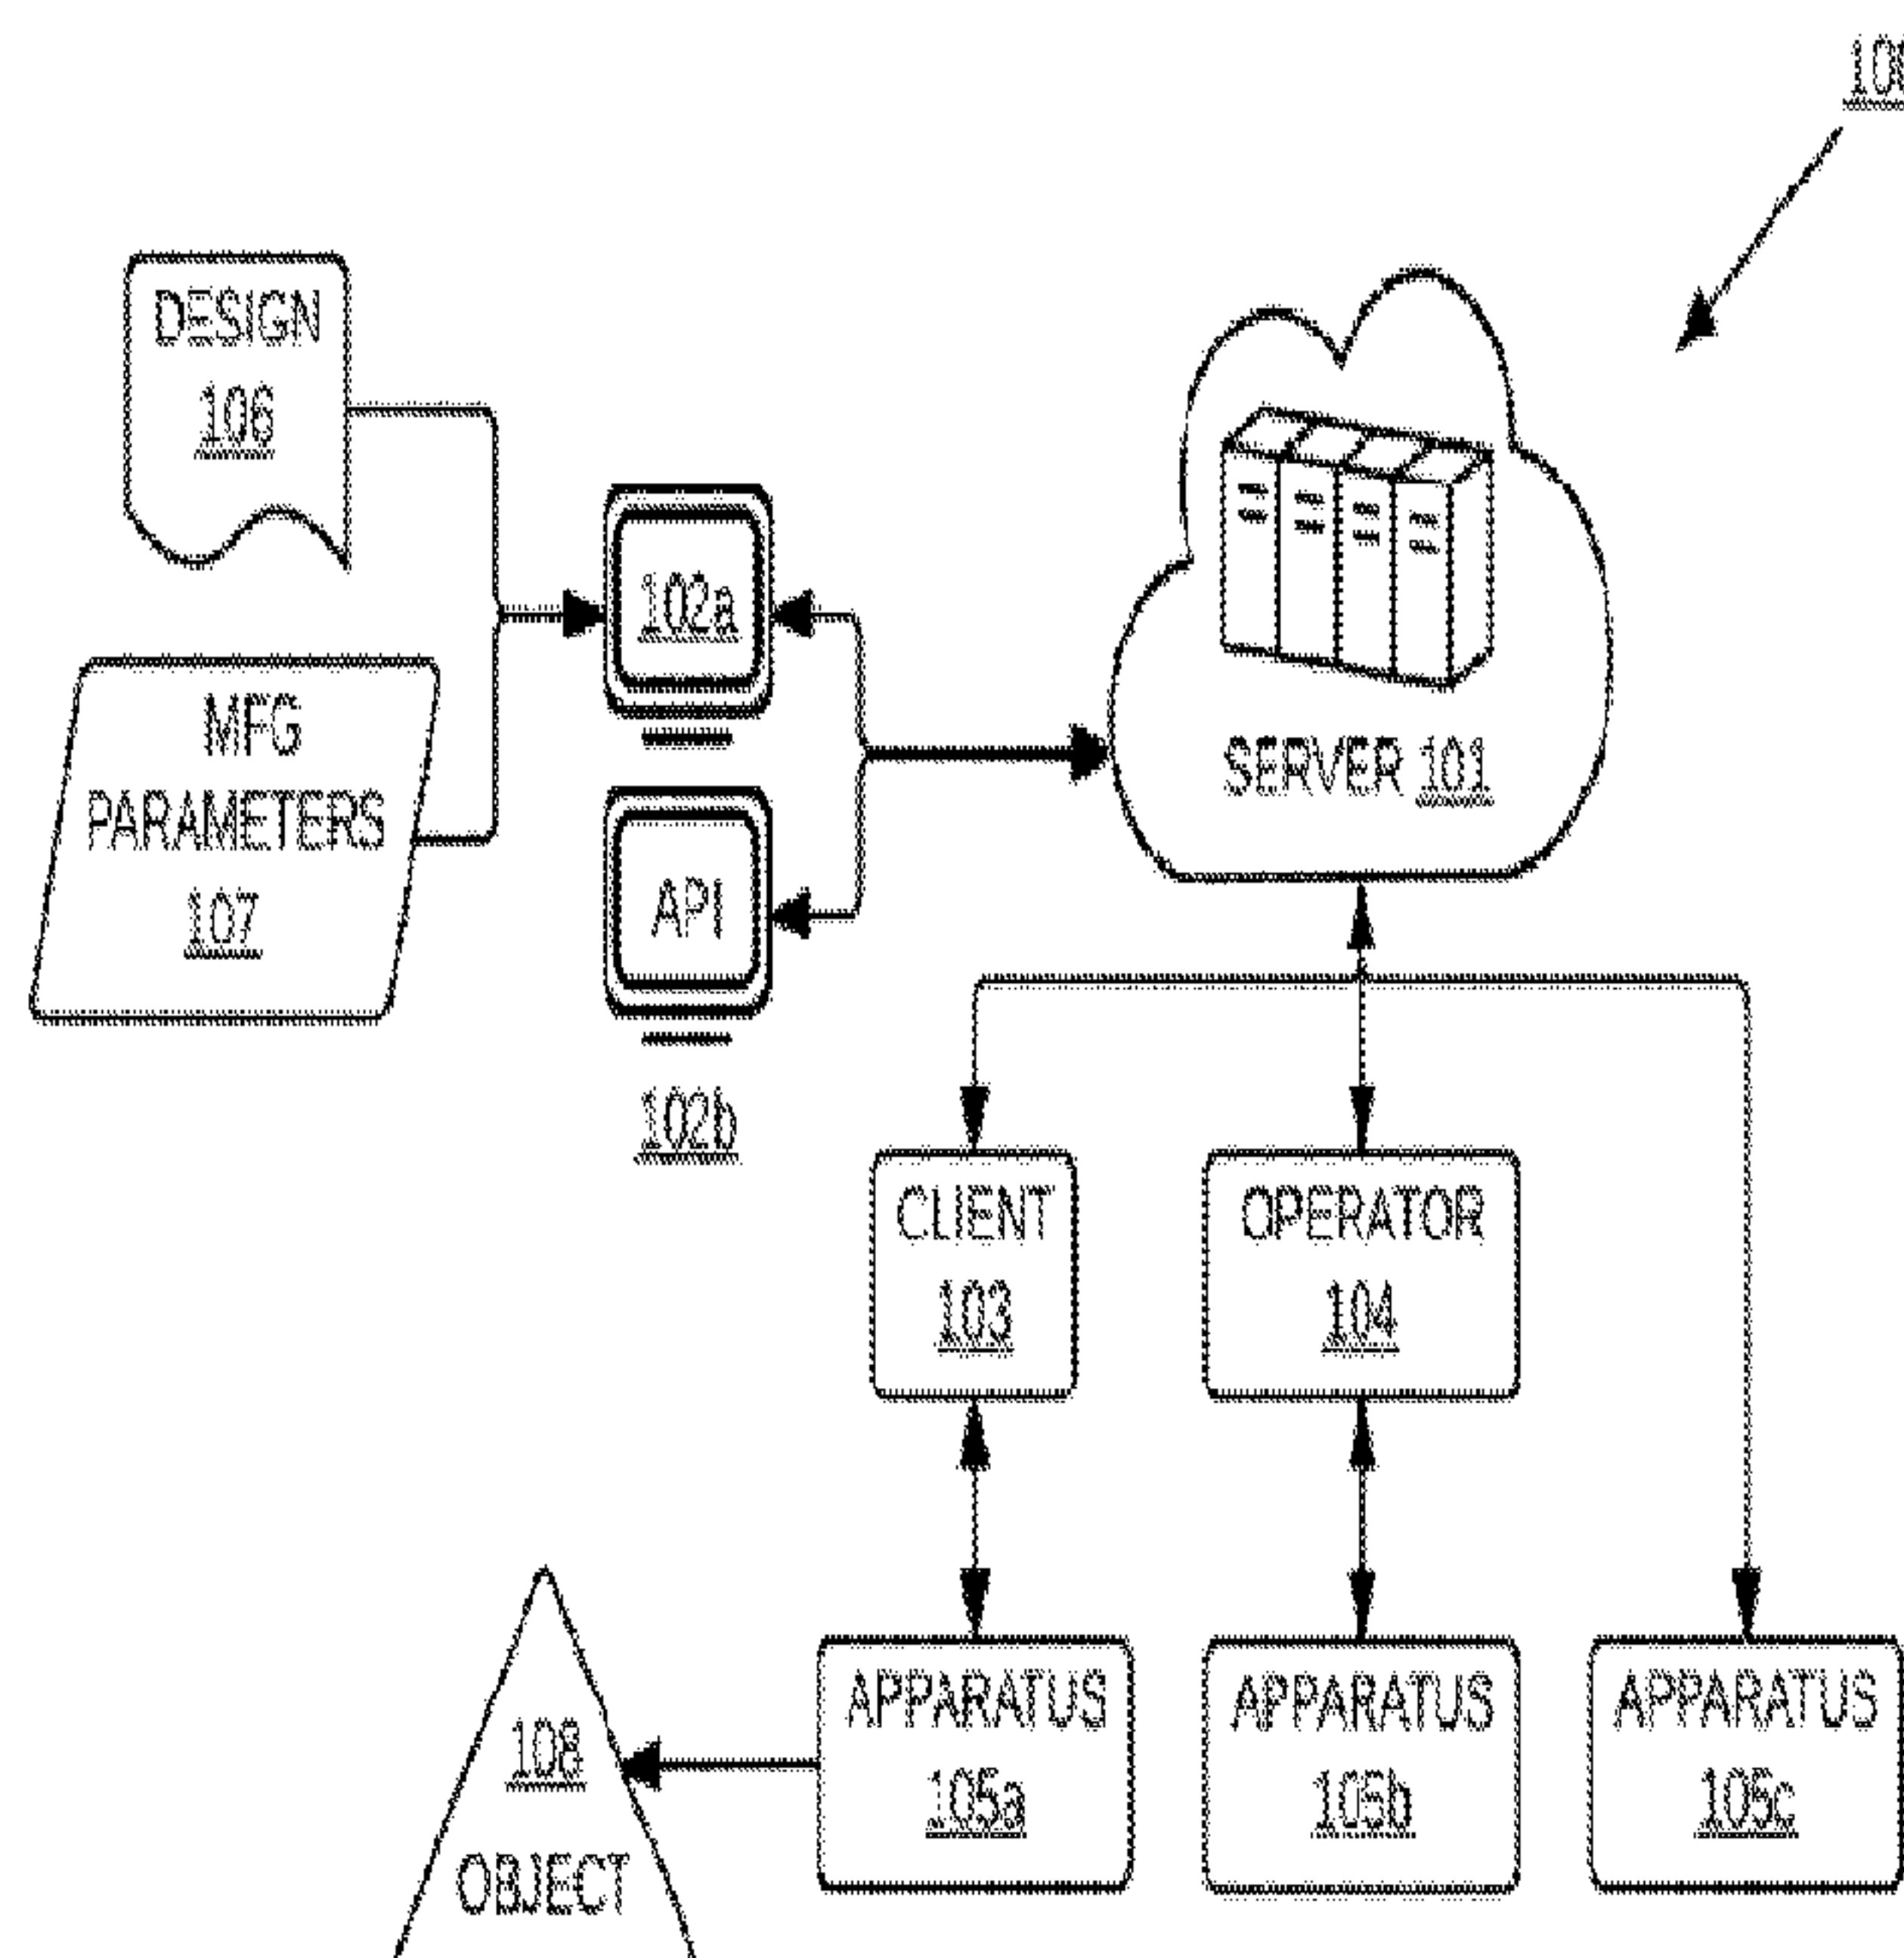 DESIGN
106
MFG
PARAMETERS
107
102a
API
102b
SERVER 101
CLIENT
103
OPERATOR
104
APPARATUS
105a
APPARATUS
105b
APPARATUS
105c
108
OBJECT